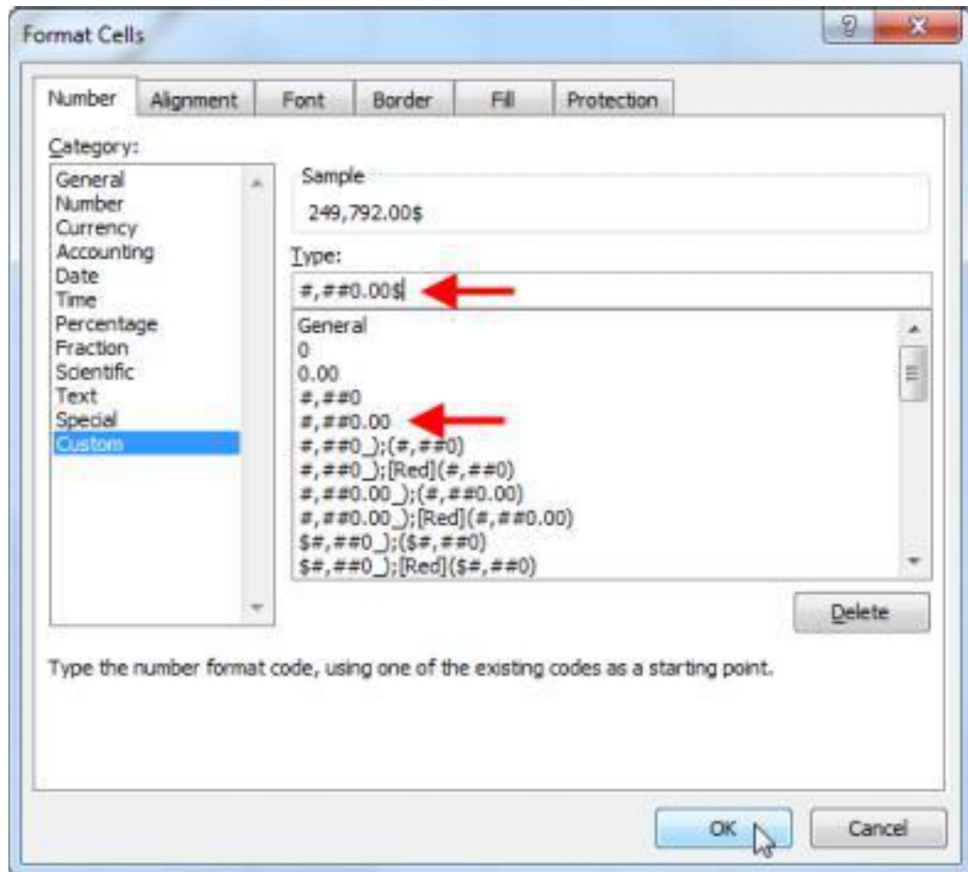 Format Cells
Number Alignment Font Border Fill Protection
Category:
General
Number
Currency
Accounting
Date
Time
Percentage
Fraction
Scientific
Text
Special
Custom
Sample
249,792.00$
Type:
#,##0.00$
General
0
0.00
#,##0
#,##0.00
#,##0_);(#,##0)
#,##0_);[Red](#,##0)
#,##0.00_);(#,##0.00)
#,##0.00_);[Red](#,##0.00)
$#,##0_);($#,##0)
$#,##0_);[Red]($#,##0)
Delete
Type the number format code, using one of the existing codes as a starting point.
OK Cancel